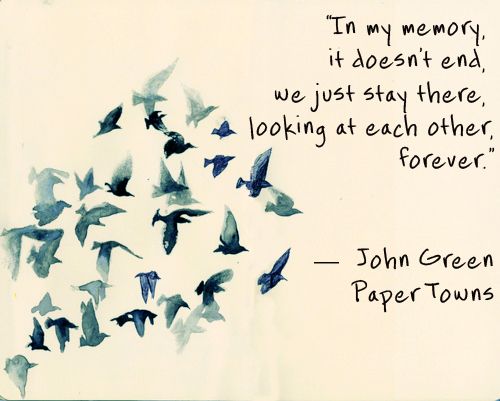 "In my memory,
it doesn't end,
we just stay there,
looking at each other,
forever."
— John Green
Paper Towns